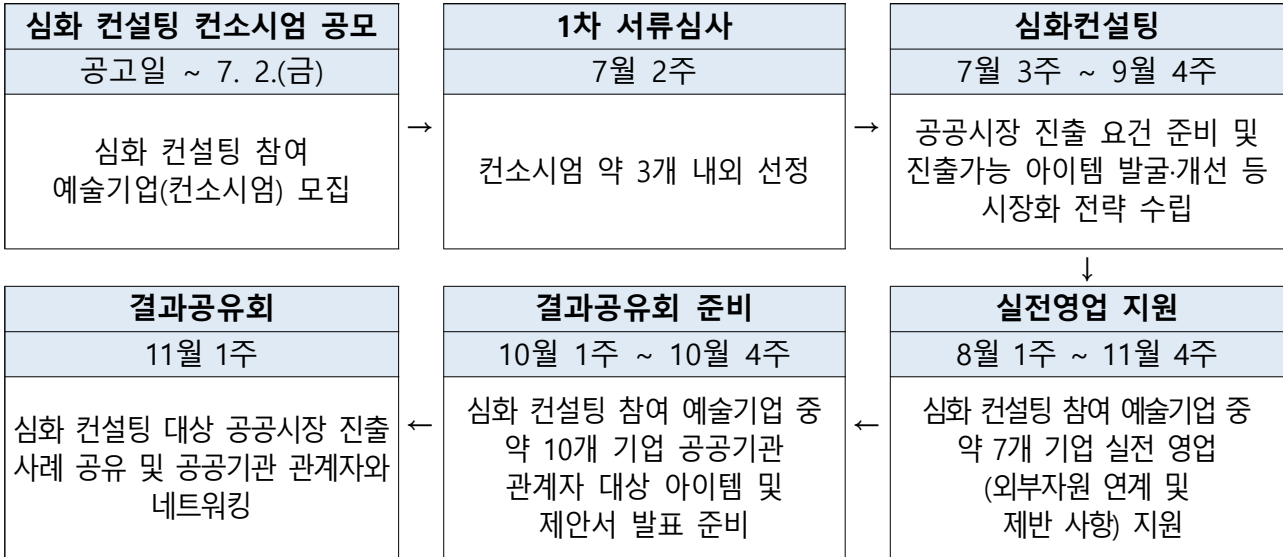 심화 컨설팅 컨소시엄 공모
공고일 ~ 7. 2.(금)
심화 컨설팅 참여
예술기업(컨소시엄) 모집
→
1차 서류심사
7월 2주
컨소시엄 약 3개 내외 선정
→
심화컨설팅
7월 3주 ~ 9월 4주
공공시장 진출 요건 준비 및
진출가능 아이템 발굴·개선 등
시장화 전략 수립
↓
실전영업 지원
8월 1주 ~ 11월 4주
심화 컨설팅 참여 예술기업 중
약 7개 기업 실전 영업
(외부자원 연계 및
제반 사항) 지원
←
결과공유회 준비
10월 1주 ~ 10월 4주
심화 컨설팅 참여 예술기업 중
약 10개 기업 공공기관
관계자 대상 아이템 및
제안서 발표 준비
←
결과공유회
11월 1주
심화 컨설팅 대상 공공시장 진출
사례 공유 및 공공기관 관계자와
네트워킹